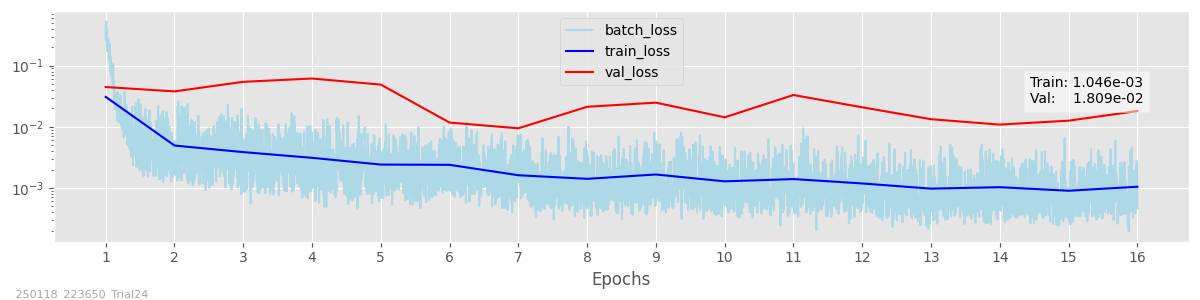 batch_loss
train_loss
val_loss
Train: 1.046e-03
Val: 1.809e-02
10⁻¹
10⁻²
10⁻³
1 2 3 4 5 6 7 8 9 10 11 12 13 14 15 16
Epochs
250118_223650_Trial24